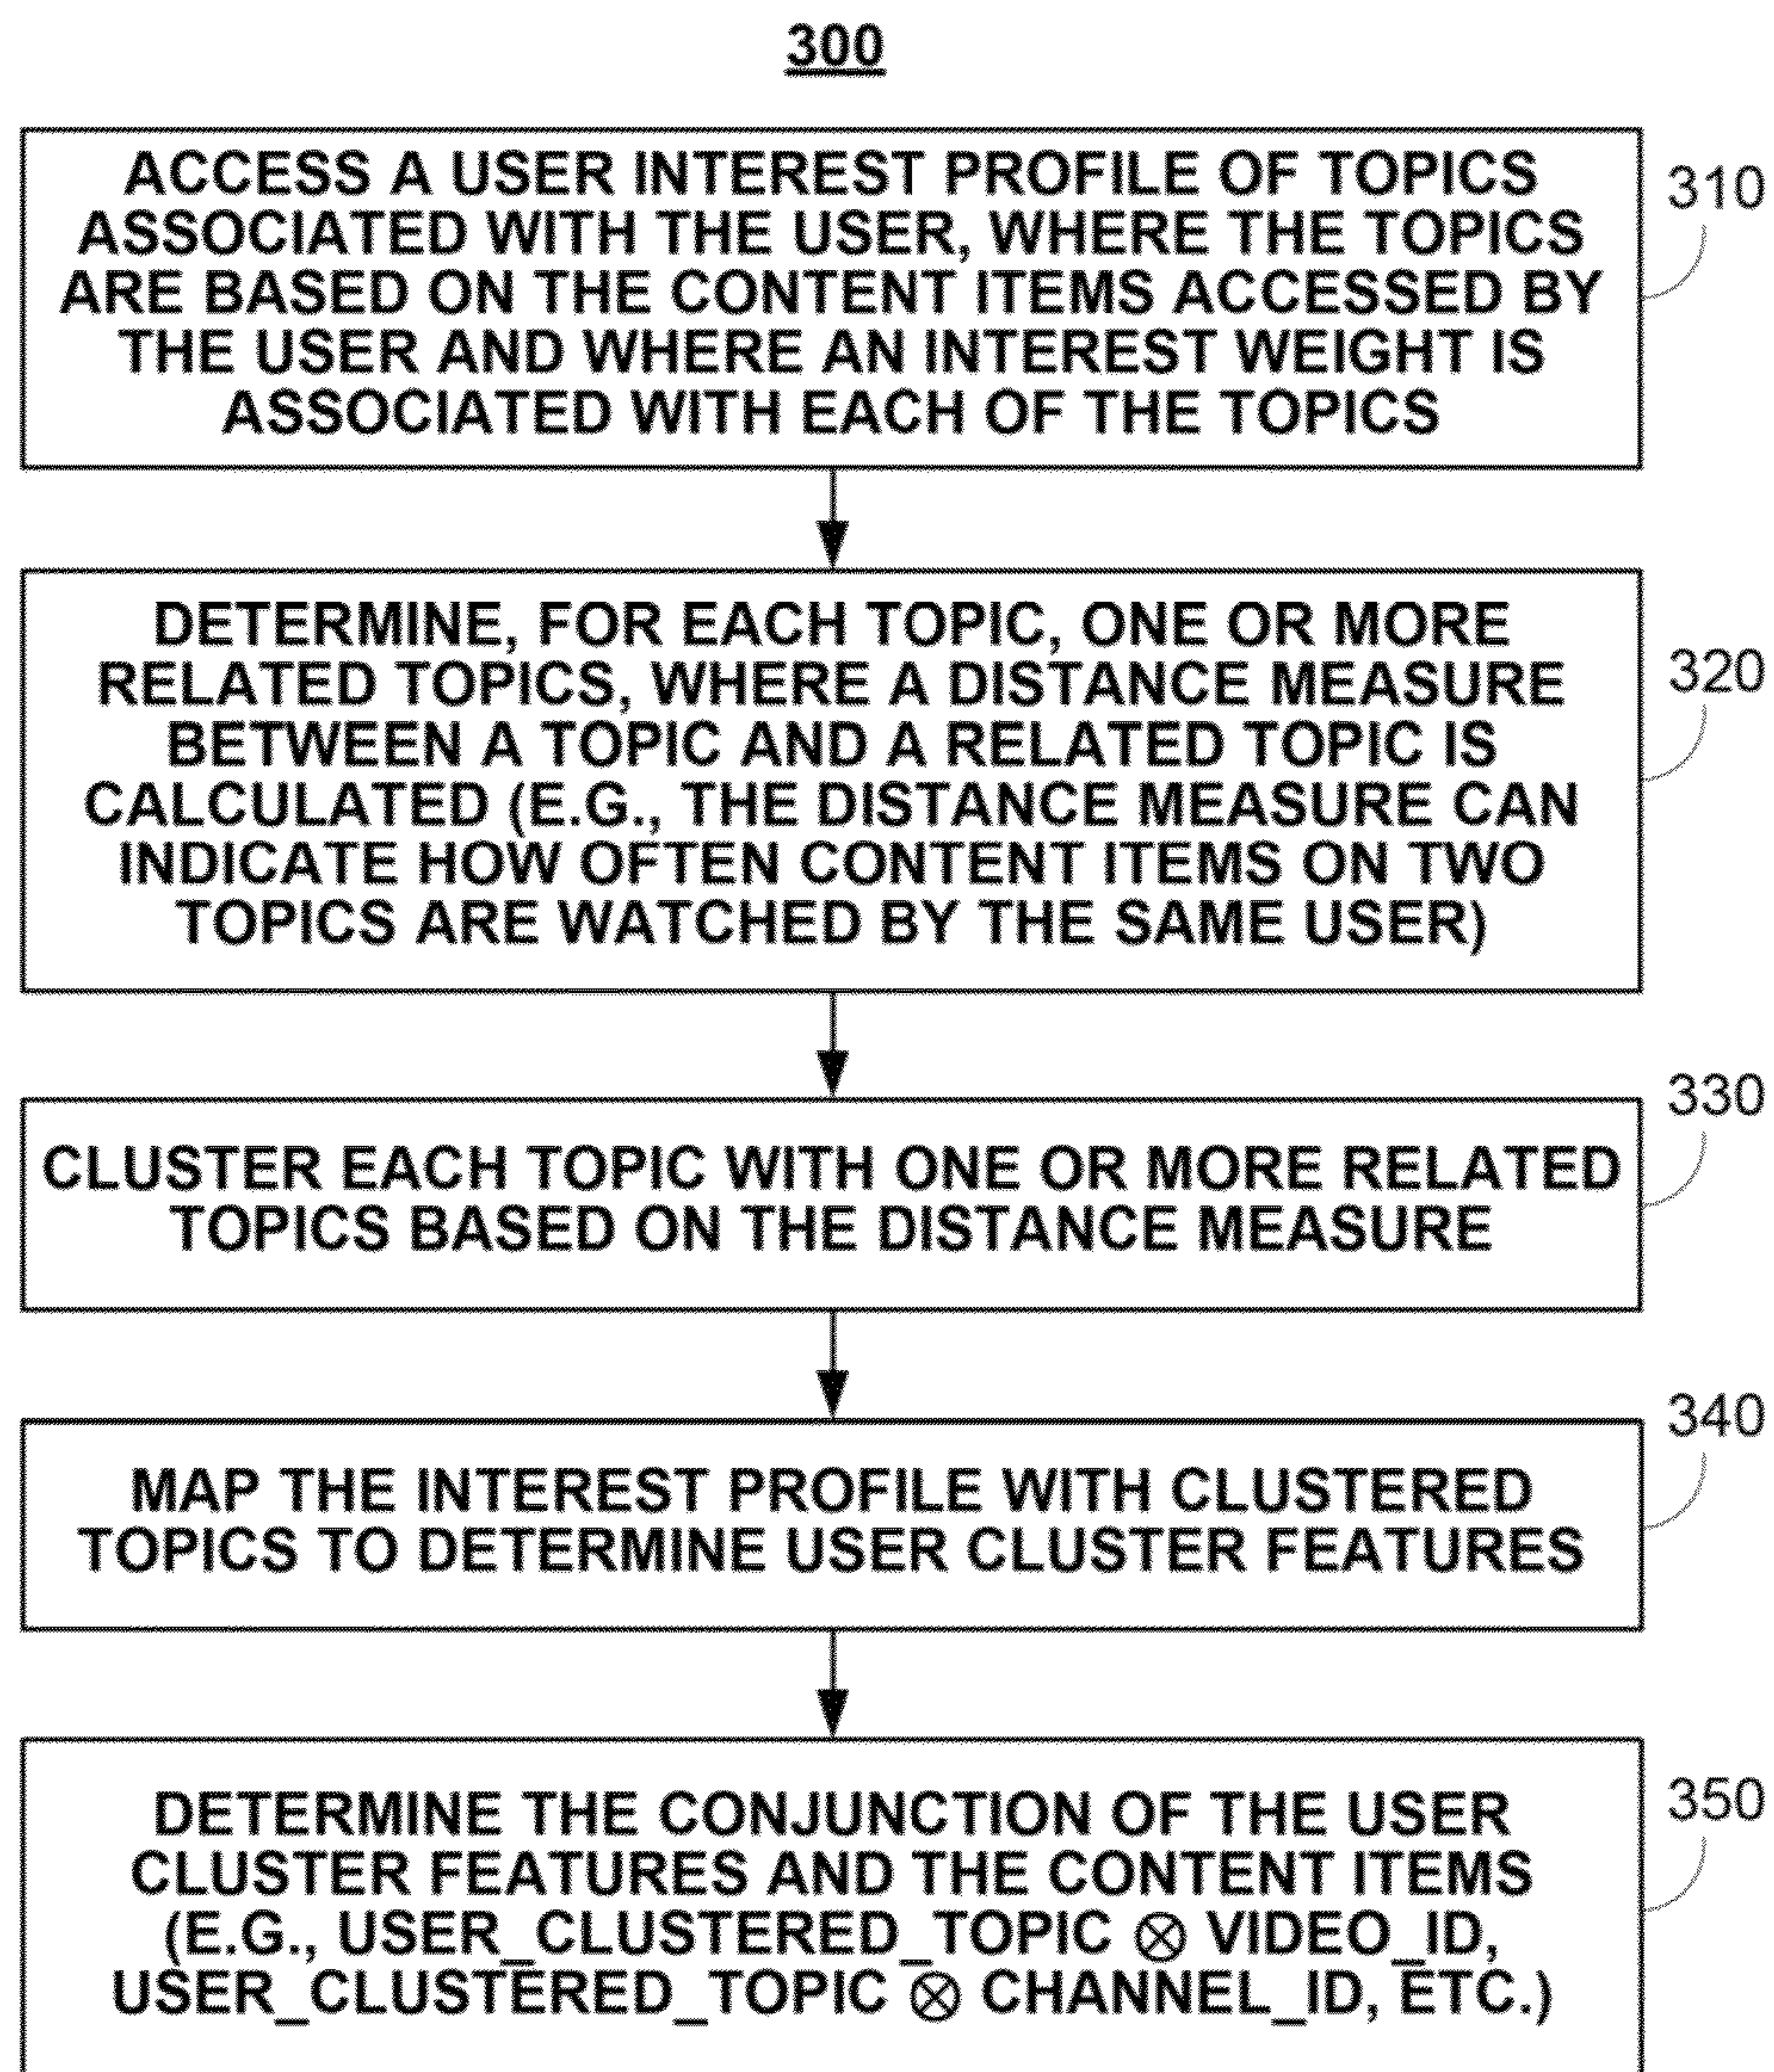 300
ACCESS A USER INTEREST PROFILE OF TOPICS
ASSOCIATED WITH THE USER, WHERE THE TOPICS
ARE BASED ON THE CONTENT ITEMS ACCESSED BY
THE USER AND WHERE AN INTEREST WEIGHT IS
ASSOCIATED WITH EACH OF THE TOPICS
310
DETERMINE, FOR EACH TOPIC, ONE OR MORE
RELATED TOPICS, WHERE A DISTANCE MEASURE
BETWEEN A TOPIC AND A RELATED TOPIC IS
CALCULATED (E.G., THE DISTANCE MEASURE CAN
INDICATE HOW OFTEN CONTENT ITEMS ON TWO
TOPICS ARE WATCHED BY THE SAME USER)
320
CLUSTER EACH TOPIC WITH ONE OR MORE RELATED
TOPICS BASED ON THE DISTANCE MEASURE
330
MAP THE INTEREST PROFILE WITH CLUSTERED
TOPICS TO DETERMINE USER CLUSTER FEATURES
340
DETERMINE THE CONJUNCTION OF THE USER
CLUSTER FEATURES AND THE CONTENT ITEMS
(E.G., USER_CLUSTERED_TOPIC ⊗ VIDEO_ID,
USER_CLUSTERED_TOPIC ⊗ CHANNEL_ID, ETC.)
350